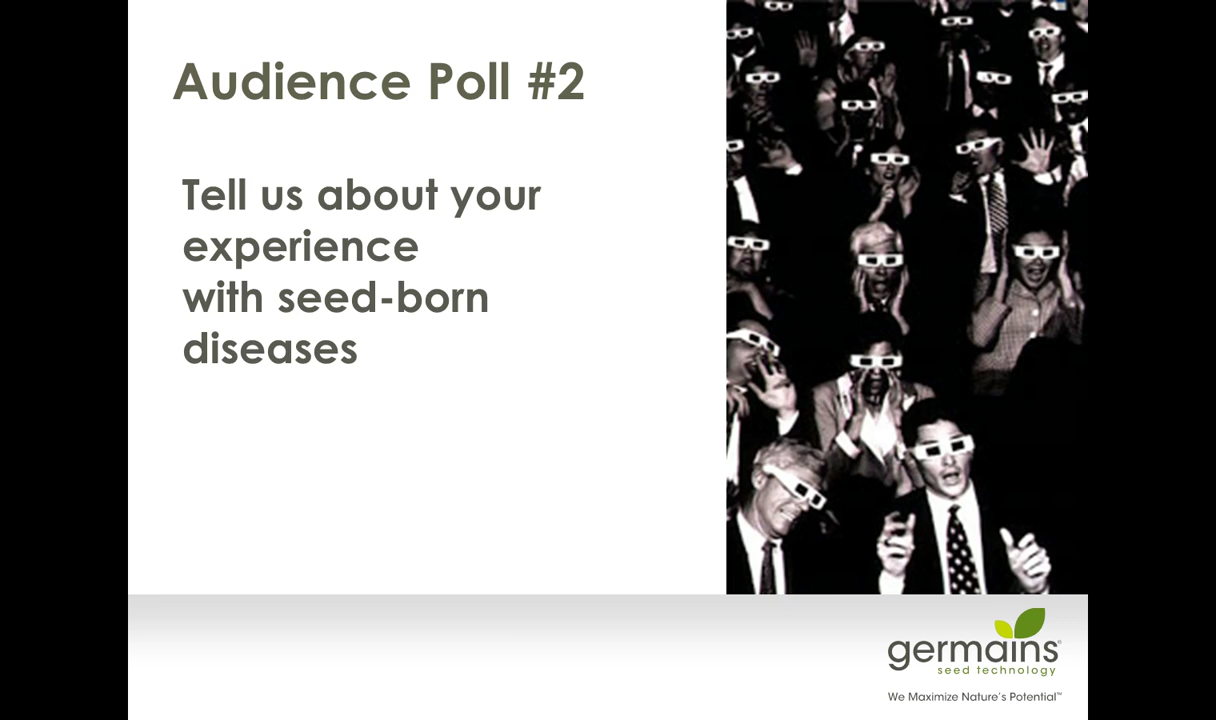 Audience Poll #2
Tell us about your
experience
with seed-born
diseases
germains®
seed technology
We Maximize Nature's Potential™